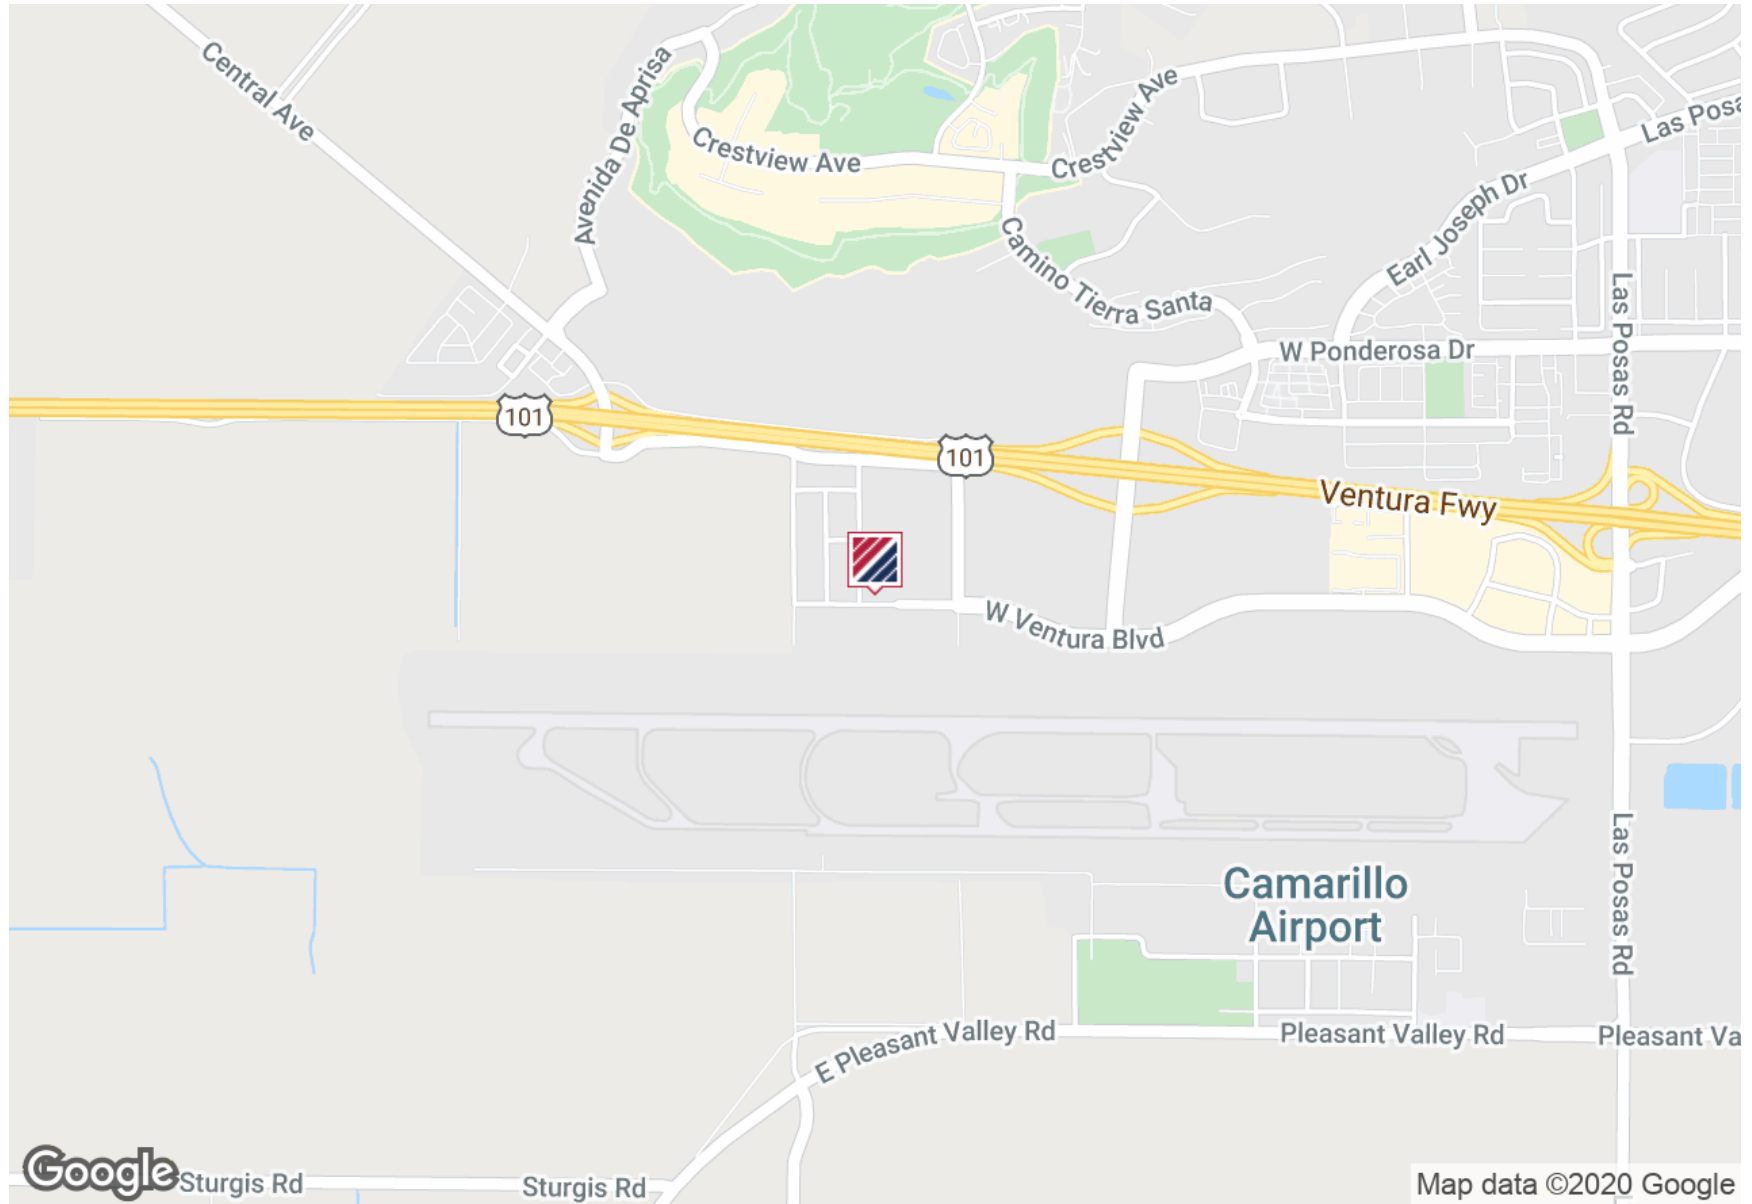 Central Ave
Avenida De Aprisa
Crestview Ave
Crestview Ave
Las Posa
Earl Joseph Dr
Camino Tierra Santa
Las Posas Rd
W Ponderosa Dr
101
101
Ventura Fwy
W Ventura Blvd
Las Posas Rd
Camarillo
Airport
E Pleasant Valley Rd
Pleasant Valley Rd
Pleasant Va
Google
Sturgis Rd
Sturgis Rd
Map data ©2020 Google